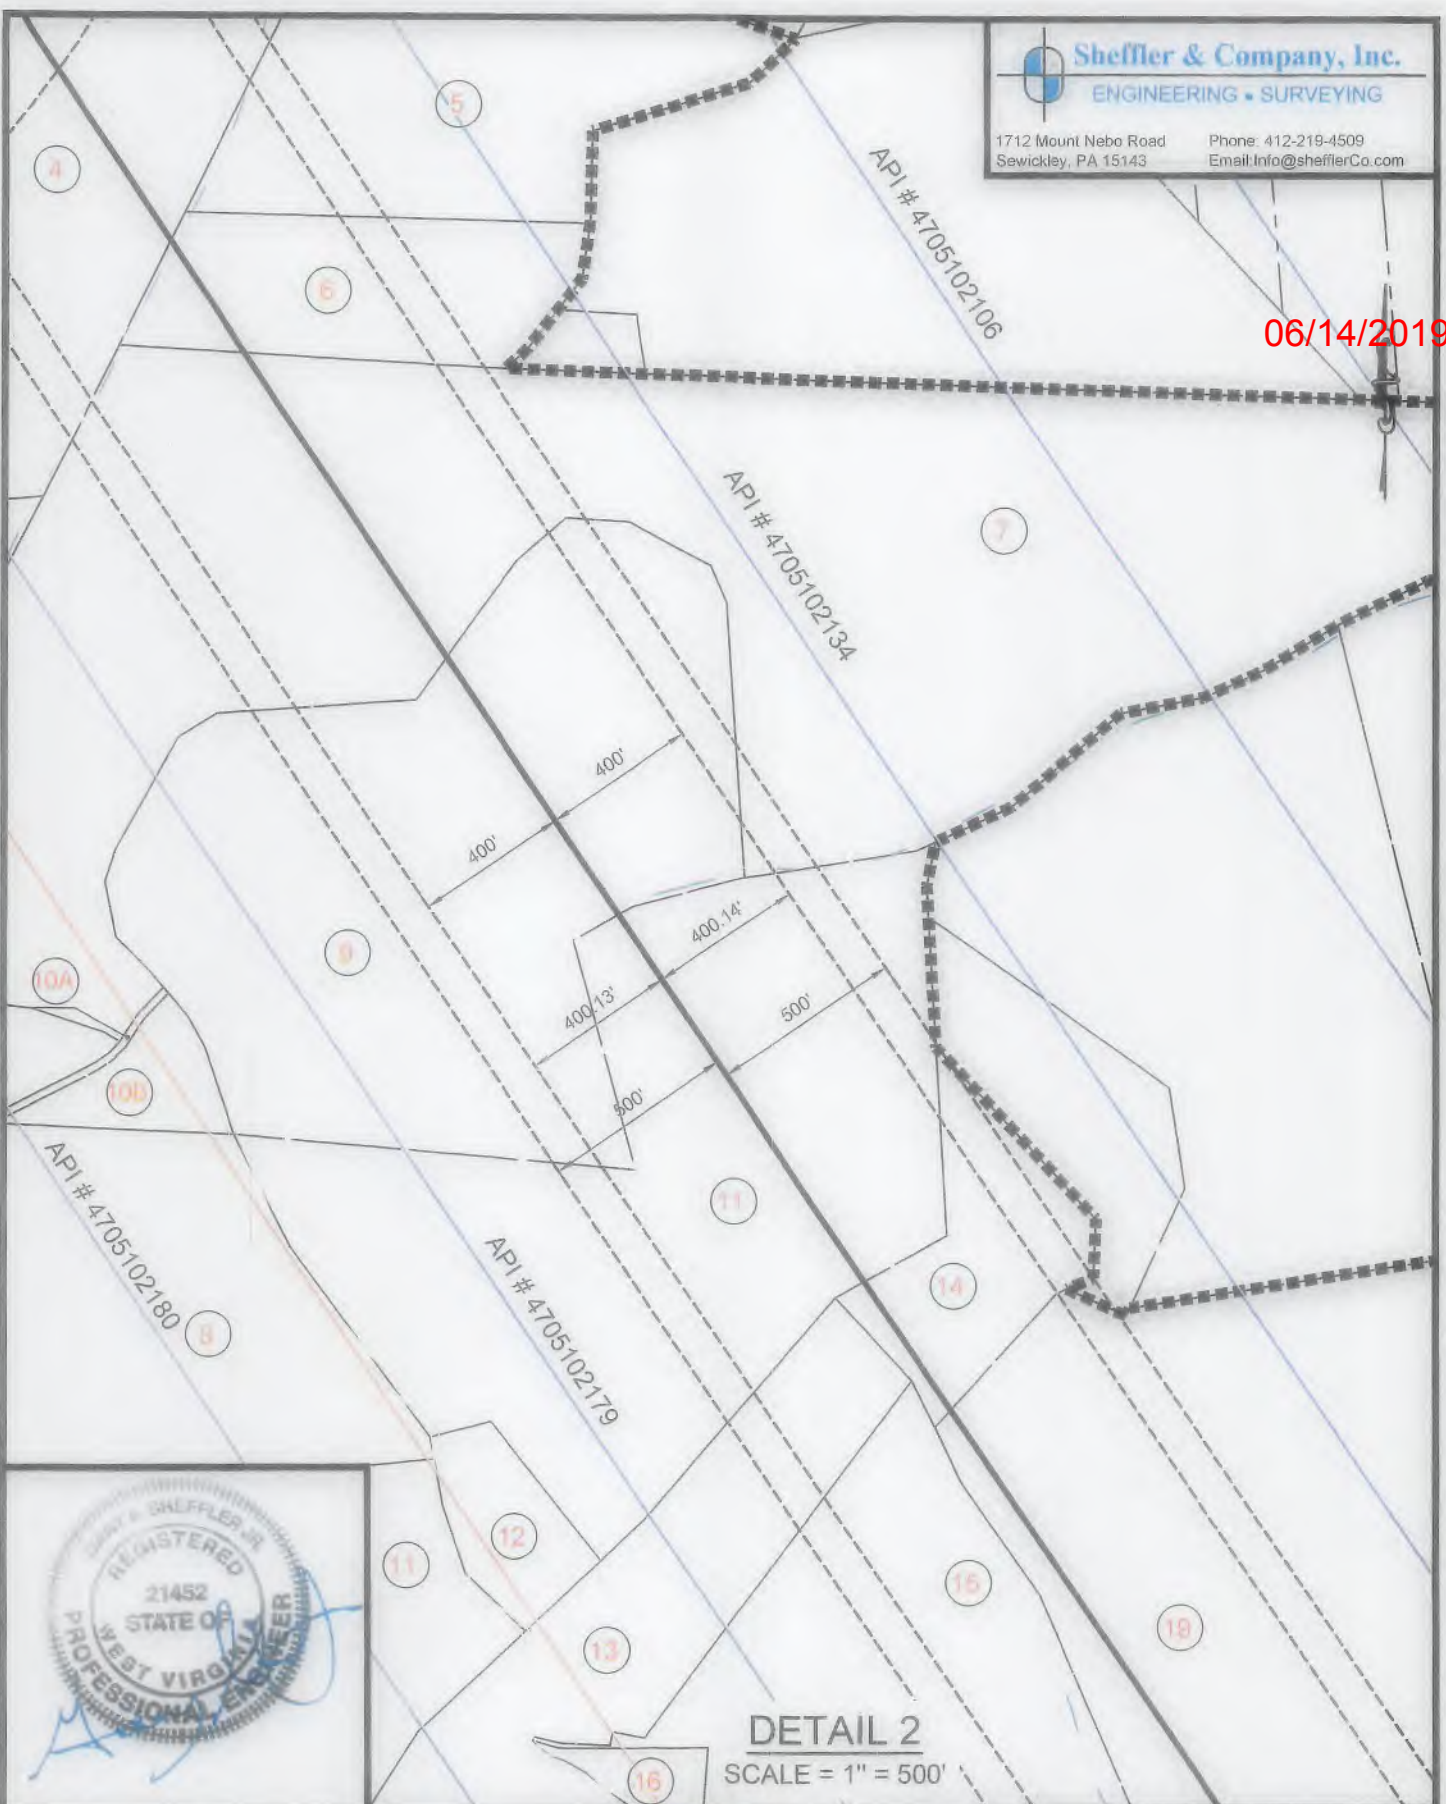 Sheffler & Company, Inc.
ENGINEERING • SURVEYING
1712 Mount Nebo Road
Sewickley, PA 15143
Phone: 412-219-4509
Email:Info@shefflerCo.com
06/14/2019
4
5
6
API # 4705102106
API # 4705102134
7
400'
400'
400.14'
400.13'
500'
500'
9
10A
10B
API # 4705102180
8
API # 4705102179
11
14
11
12
13
15
19
16
SHEFFLER JR
REGISTERED
21452
STATE OF
WEST VIRGINIA
PROFESSIONAL ENGINEER
DETAIL 2
SCALE = 1" = 500'